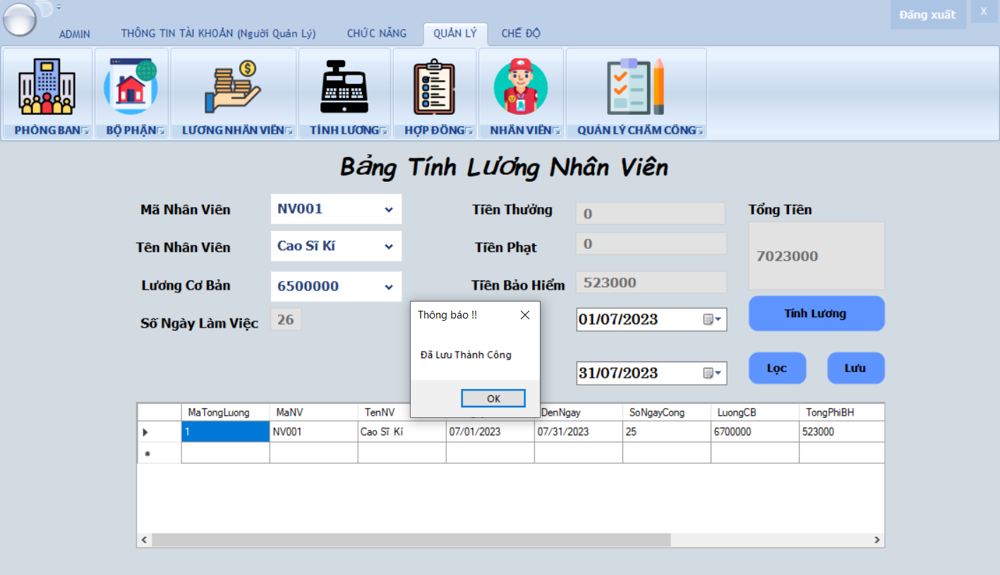 Đăng xuất
X
ADMIN THÔNG TIN TÀI KHOẢN (Người Quản Lý) CHỨC NĂNG QUẢN LÝ CHẾ ĐỘ
PHÒNG BAN BỘ PHẬN LƯƠNG NHÂN VIÊN TÍNH LƯƠNG HỢP ĐỒNG NHÂN VIÊN QUẢN LÝ CHẤM CÔNG
Bảng Tính Lương Nhân Viên
Mã Nhân Viên NV001 Tiền Thưởng 0 Tổng Tiền
Tên Nhân Viên Cao Sĩ Kí Tiền Phạt 0 7023000
Lương Cơ Bản 6500000 Tiền Bảo Hiểm 523000
Số Ngày Làm Việc 26 01/07/2023 Tính Lương
Thông báo !!
Đã Lưu Thành Công
OK
31/07/2023 Lọc Lưu
MaTongLuong MaNV TenNV DenNgay SoNgayCong LuongCB TongPhiBH
1 NV001 Cao Sĩ Kí 07/01/2023 07/31/2023 25 6700000 523000